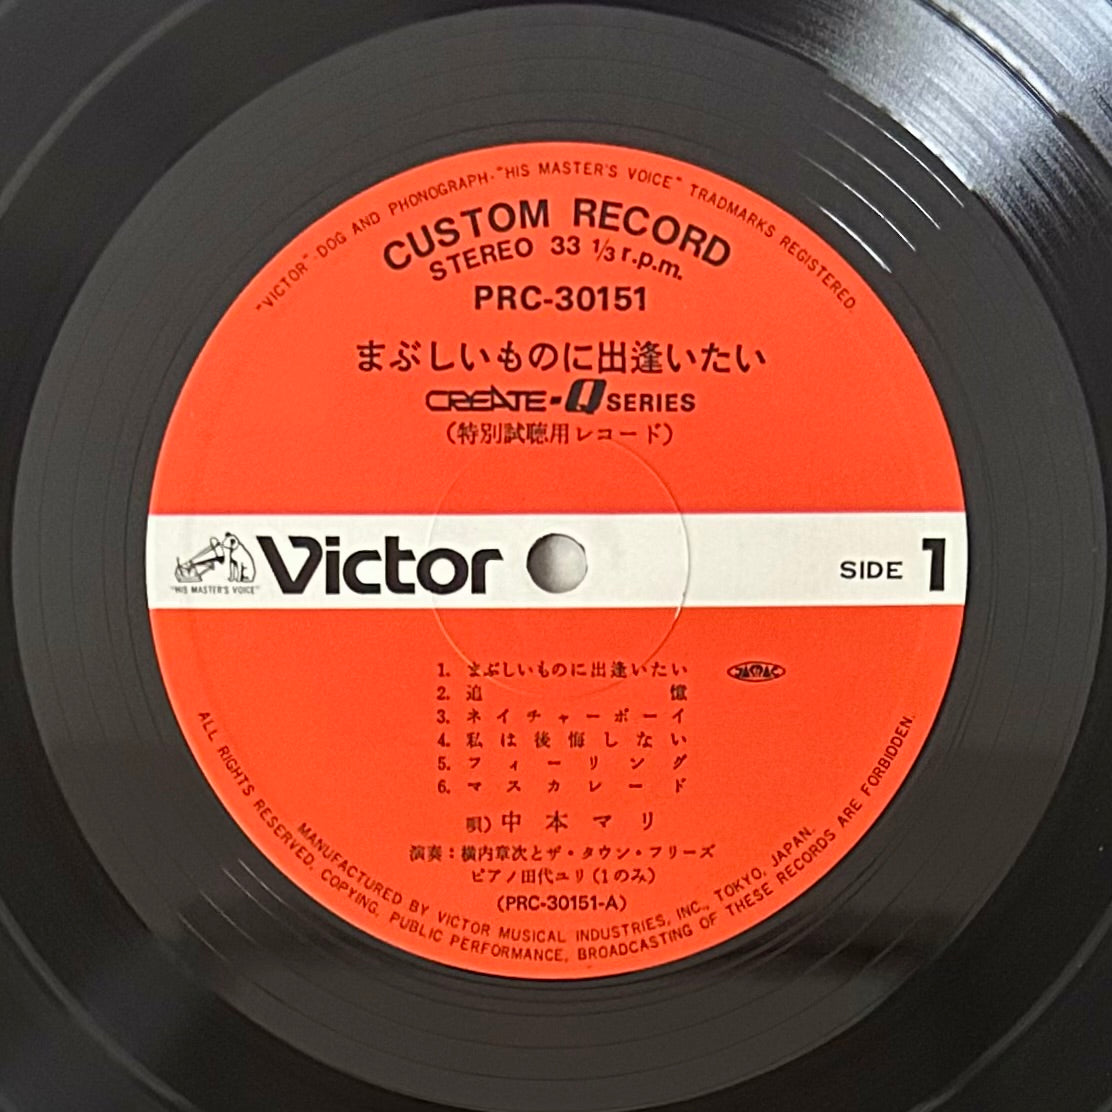 "VICTOR"-DOG AND PHONOGRAPH-"HIS MASTER'S VOICE" TRADMARKS REGISTERED.
CUSTOM RECORD
STEREO 33 1/3 r.p.m.
PRC-30151
まぶしいものに出逢いたい
CREATE-Q SERIES
(特別試聴用レコード)
"HIS MASTER'S VOICE"
Victor
SIDE 1
1. まぶしいものに出逢いたい
JASRAC
2. 追憶
3. ネイチャーボーイ
4. 私は後悔しない
5. フィーリング
6. マスカレード
唄) 中本マリ
演奏:横内章次とザ・タウン・フリーズ
ピアノ田代ユリ(1のみ)
(PRC-30151-A)
MANUFACTURED BY VICTOR MUSICAL INDUSTRIES, INC., TOKYO, JAPAN.
ALL RIGHTS RESERVED. COPYING, PUBLIC PERFORMANCE, BROADCASTING OF THESE RECORDS ARE FORBIDDEN.